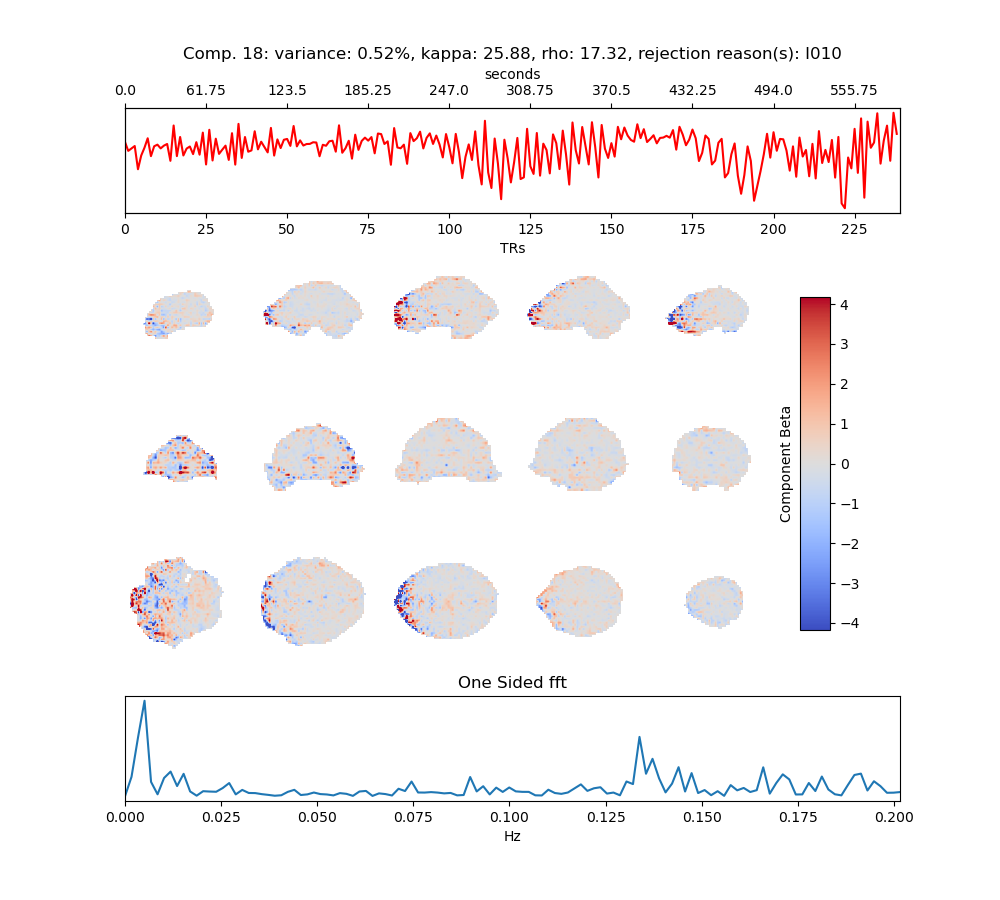 Comp. 18: variance: 0.52%, kappa: 25.88, rho: 17.32, rejection reason(s): I010
seconds
0.0 61.75 123.5 185.25 247.0 308.75 370.5 432.25 494.0 555.75
0 25 50 75 100 125 150 175 200 225
TRs
Component Beta
4
3
2
1
0
−1
−2
−3
−4
One Sided fft
0.000 0.025 0.050 0.075 0.100 0.125 0.150 0.175 0.200
Hz